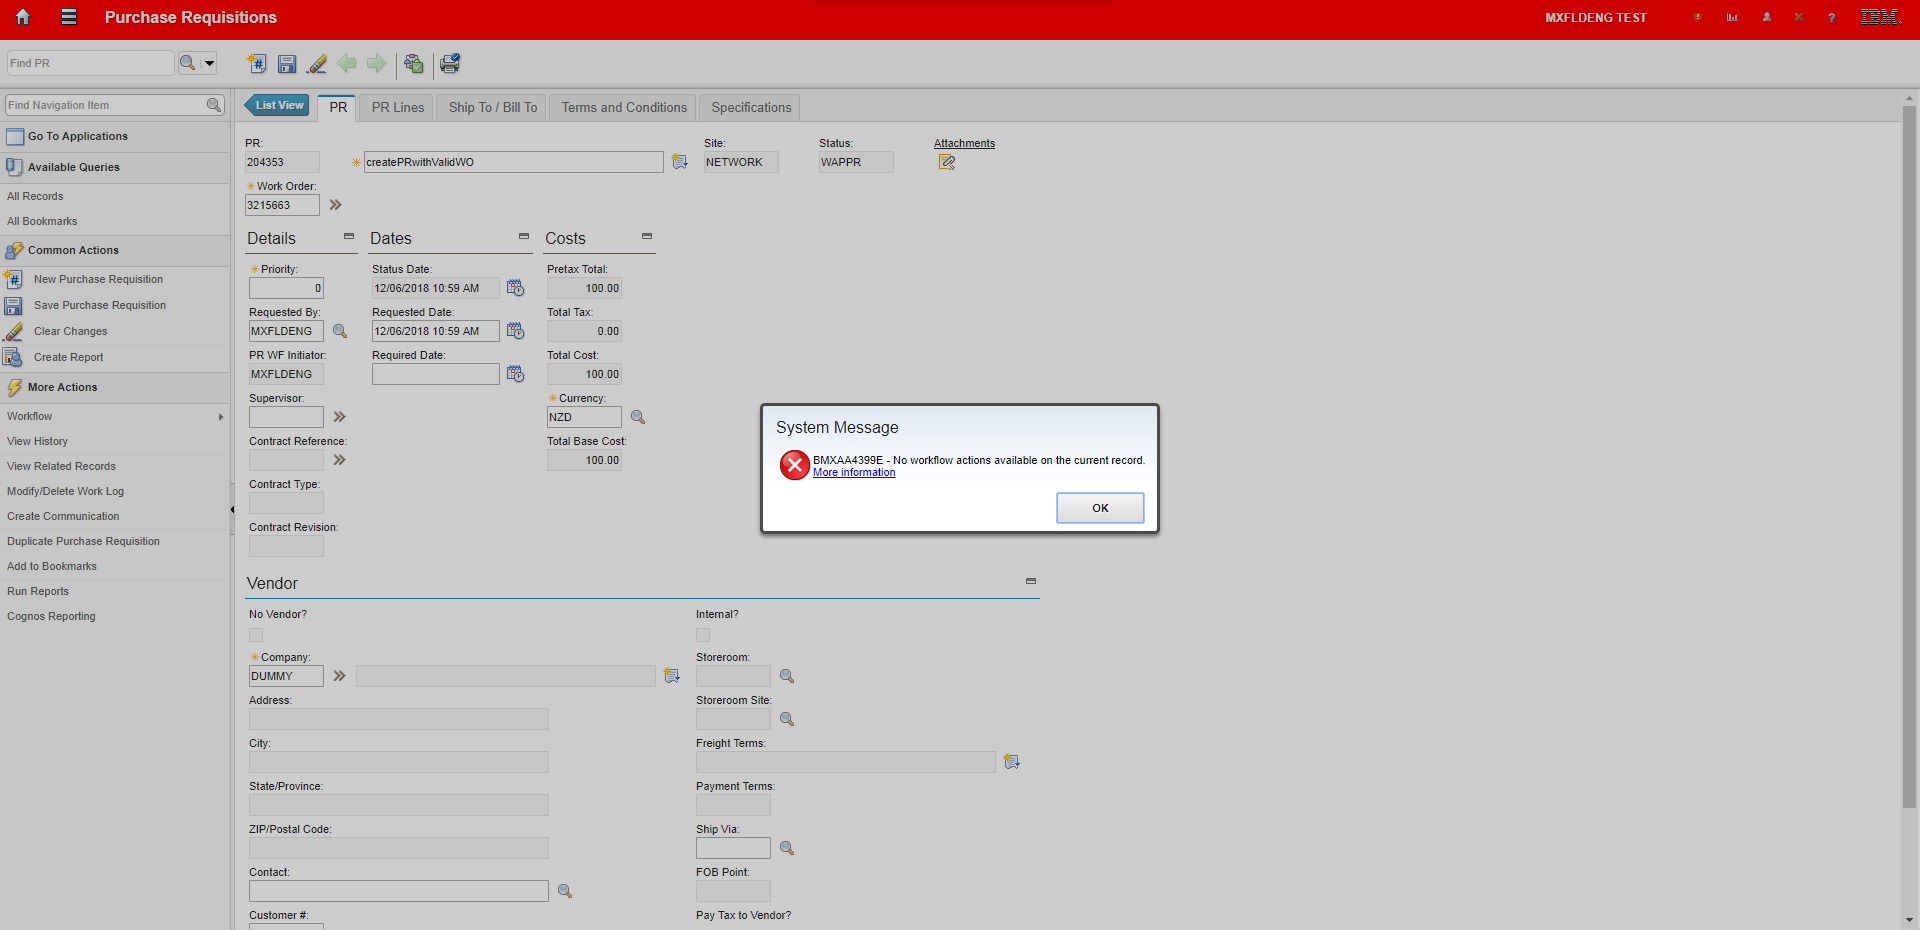 Purchase Requisitions
MXFLDENG TEST
?
IBM.
Find PR
Find Navigation Item
Go To Applications
Available Queries
All Records
All Bookmarks
Common Actions
New Purchase Requisition
Save Purchase Requisition
Clear Changes
Create Report
More Actions
Workflow
View History
View Related Records
Modify/Delete Work Log
Create Communication
Duplicate Purchase Requisition
Add to Bookmarks
Run Reports
Cognos Reporting
List View
PR
PR Lines
Ship To / Bill To
Terms and Conditions
Specifications
PR:
204353
createPRwithValidWO
Site:
NETWORK
Status:
WAPPR
Attachments
Work Order:
3215663
Details
Priority:
0
Requested By:
MXFLDENG
PR WF Initiator:
MXFLDENG
Supervisor:
Contract Reference:
Contract Type:
Contract Revision:
Dates
Status Date:
12/06/2018 10:59 AM
Requested Date:
12/06/2018 10:59 AM
Required Date:
Costs
Pretax Total:
100.00
Total Tax:
0.00
Total Cost:
100.00
Currency:
NZD
Total Base Cost:
100.00
System Message
BMXAA4399E - No workflow actions available on the current record.
More information
OK
Vendor
No Vendor?
Company:
DUMMY
Address:
City:
State/Province:
ZIP/Postal Code:
Contact:
Customer #:
Internal?
Storeroom:
Storeroom Site:
Freight Terms:
Payment Terms:
Ship Via:
FOB Point:
Pay Tax to Vendor?